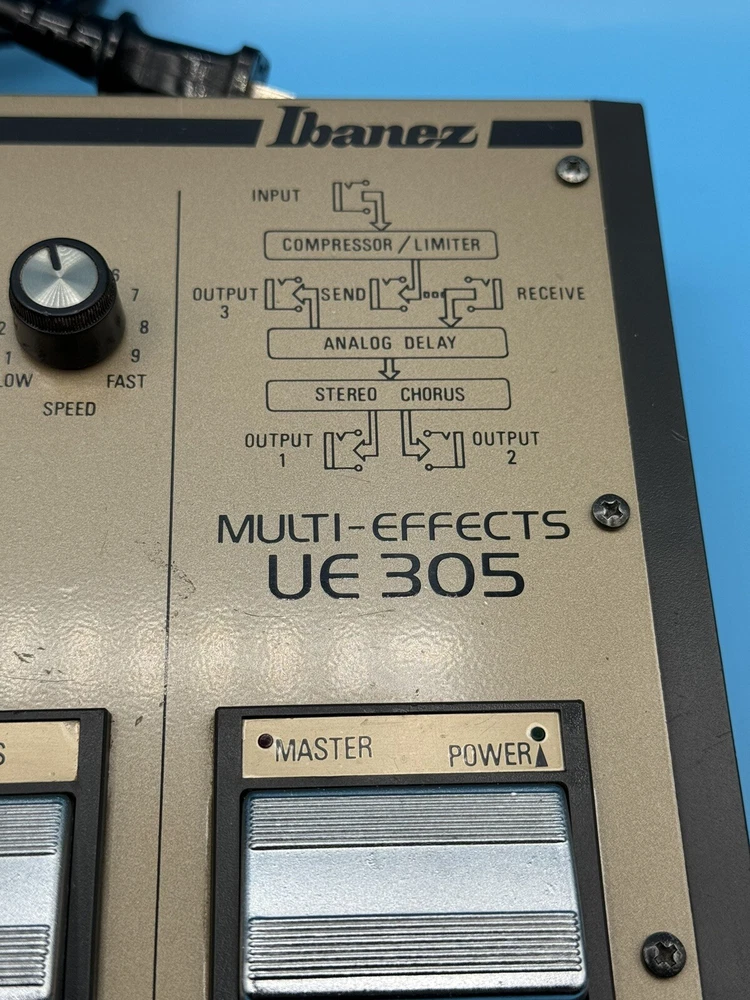 Ibanez
INPUT
COMPRESSOR / LIMITER
OUTPUT 3 SEND RECEIVE
ANALOG DELAY
STEREO CHORUS
OUTPUT 1 OUTPUT 2
6
7
2 8
1 9
LOW FAST
SPEED
MULTI-EFFECTS
UE 305
S
MASTER POWER